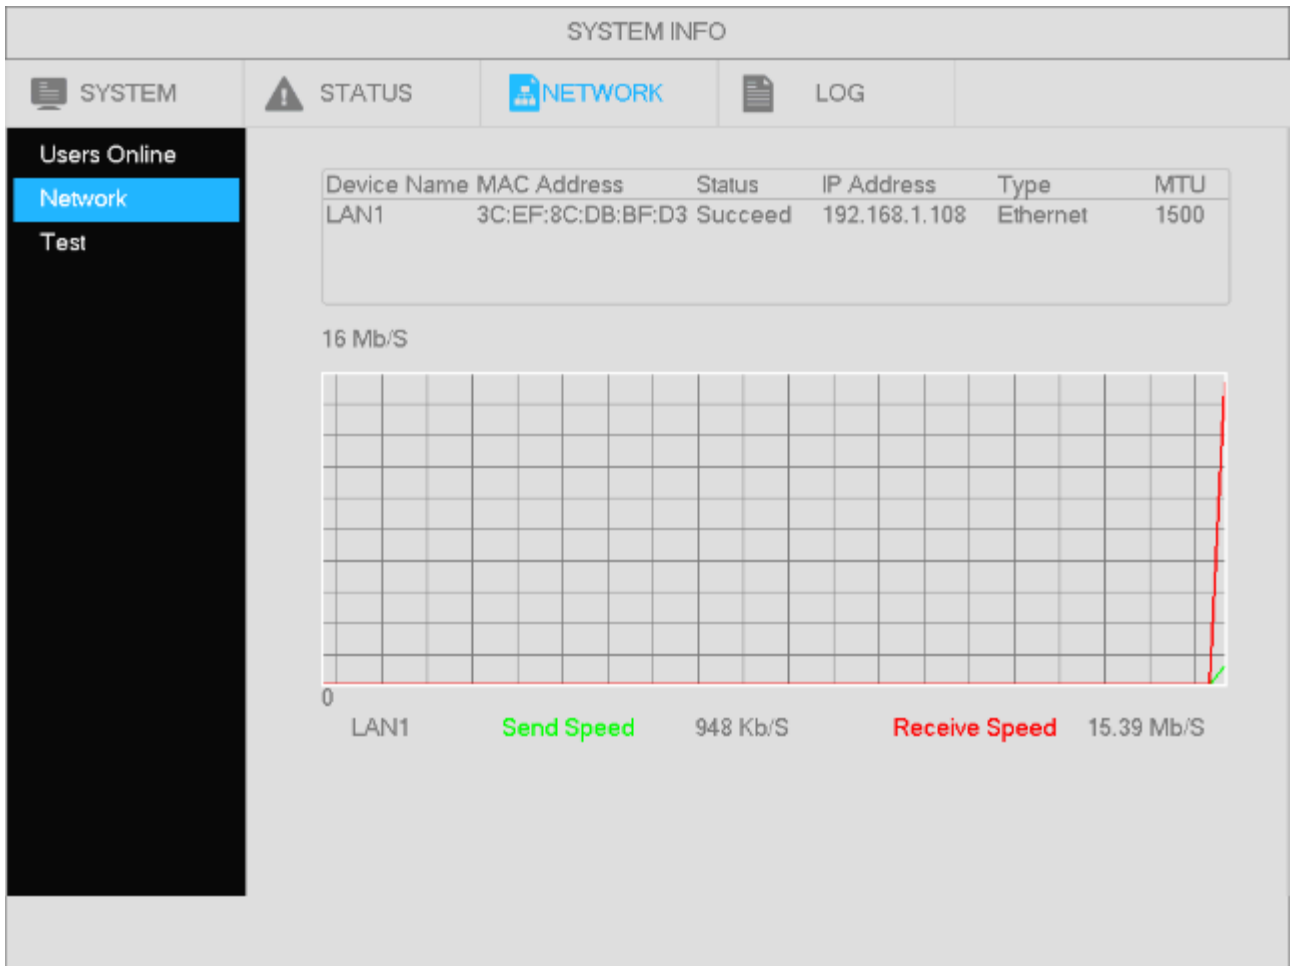 SYSTEM INFO
SYSTEM STATUS NETWORK LOG
Users Online
Network
Test
Device Name MAC Address Status IP Address Type MTU
LAN1 3C:EF:8C:DB:BF:D3 Succeed 192.168.1.108 Ethernet 1500
16 Mb/S
0
LAN1 Send Speed 948 Kb/S Receive Speed 15.39 Mb/S